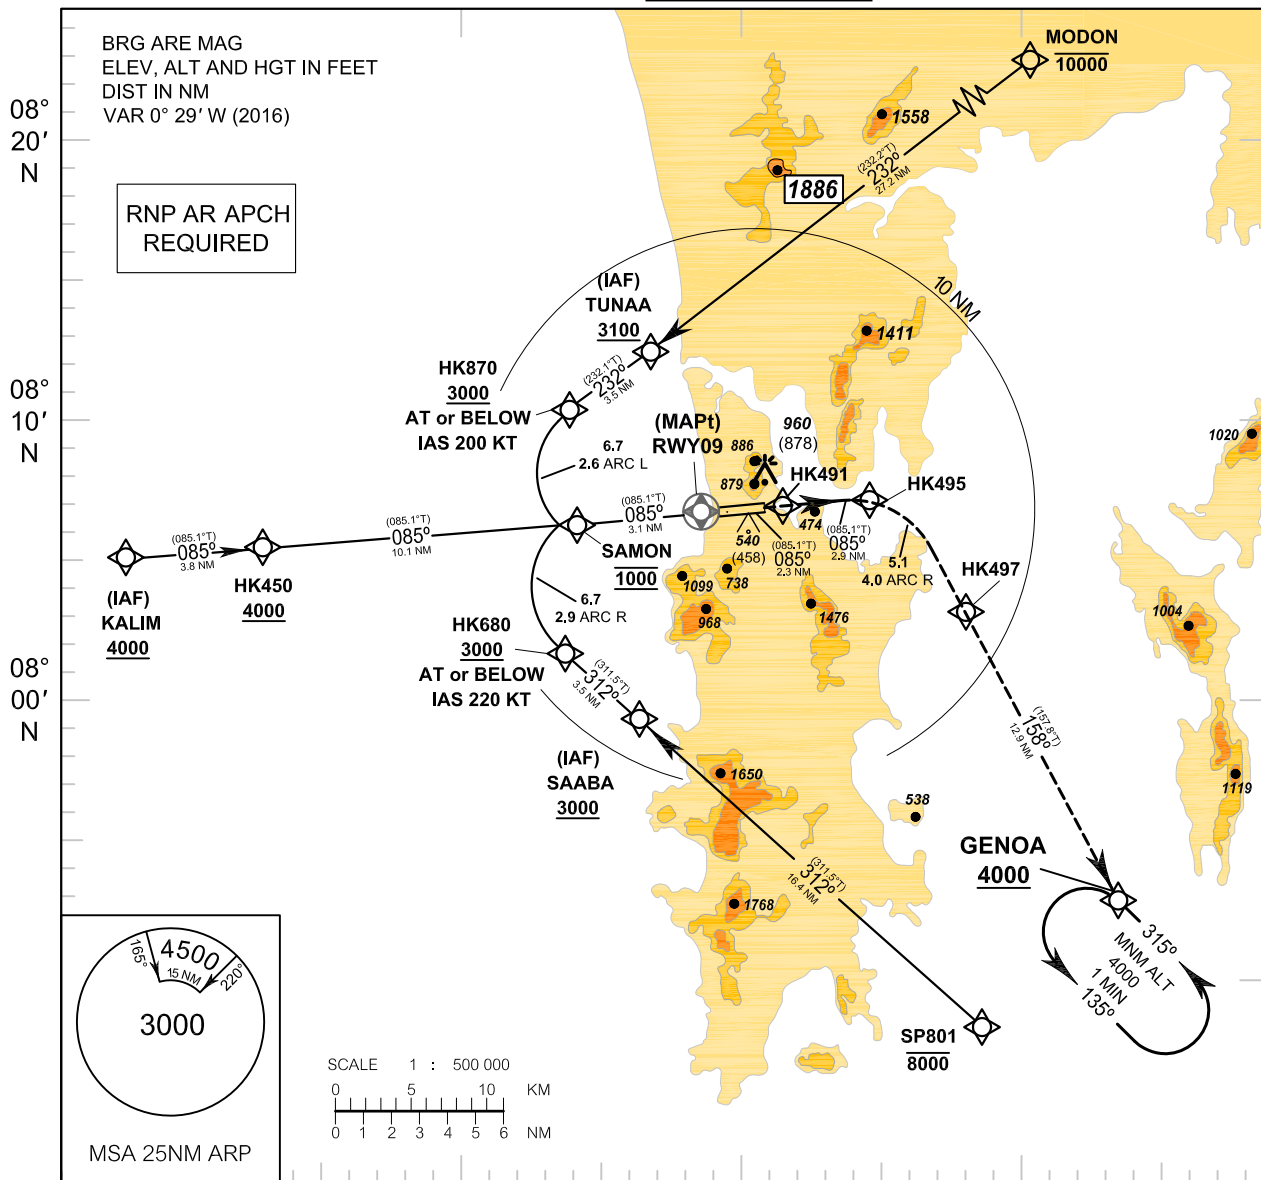 BRG ARE MAG
ELEV, ALT AND HGT IN FEET
DIST IN NM
VAR 0° 29′ W (2016)
RNP AR APCH
REQUIRED
08°
20′
N
08°
10′
N
08°
00′
N
MODON
10000
1558
1886
(232.2°T)
232°
27.2 NM
10 NM
(IAF)
TUNAA
3100
1411
HK870
3000
AT or BELOW
IAS 200 KT
(232.1°T)
232°
3.5 NM
6.7
2.6 ARC L
(MAPt)
RWY09
886
879
960
(878)
HK491
HK495
1020
(085.1°T)
085°
3.8 NM
(085.1°T)
085°
10.1 NM
(085.1°T)
085°
3.1 NM
540
(458)
(085.1°T)
085°
2.3 NM
474
(085.1°T)
085°
2.9 NM
5.1
4.0 ARC R
HK497
(IAF)
KALIM
4000
HK450
4000
SAMON
1000
1099
738
968
1476
1004
6.7
2.9 ARC R
HK680
3000
AT or BELOW
IAS 220 KT
(311.5°T)
312°
3.5 NM
(IAF)
SAABA
3000
1650
538
(157.8°T)
158°
12.9 NM
1119
GENOA
4000
(311.5°T)
312°
16.4 NM
1768
315°
MNM ALT
4000
1 MIN
135°
SP801
8000
165°
4500
15 NM
220°
3000
MSA 25NM ARP
SCALE 1 : 500 000
0 5 10 KM
0 1 2 3 4 5 6 NM